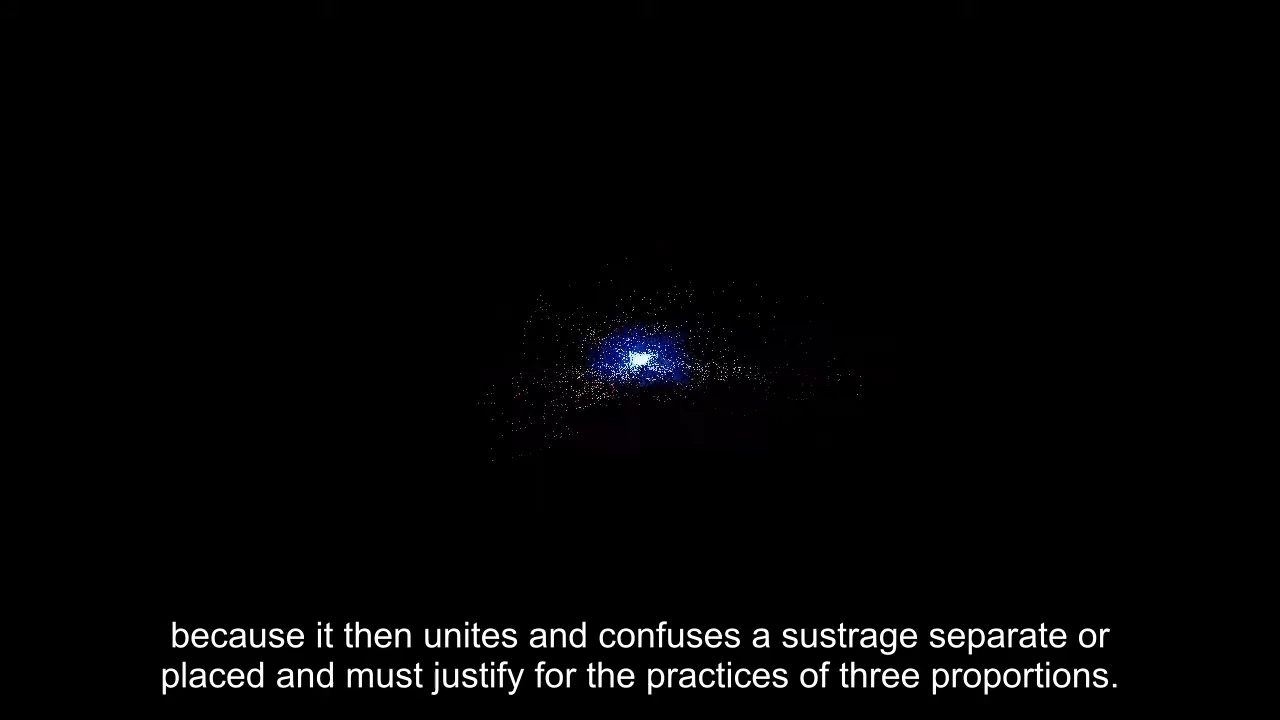 because it then unites and confuses a sustrage separate or
placed and must justify for the practices of three proportions.